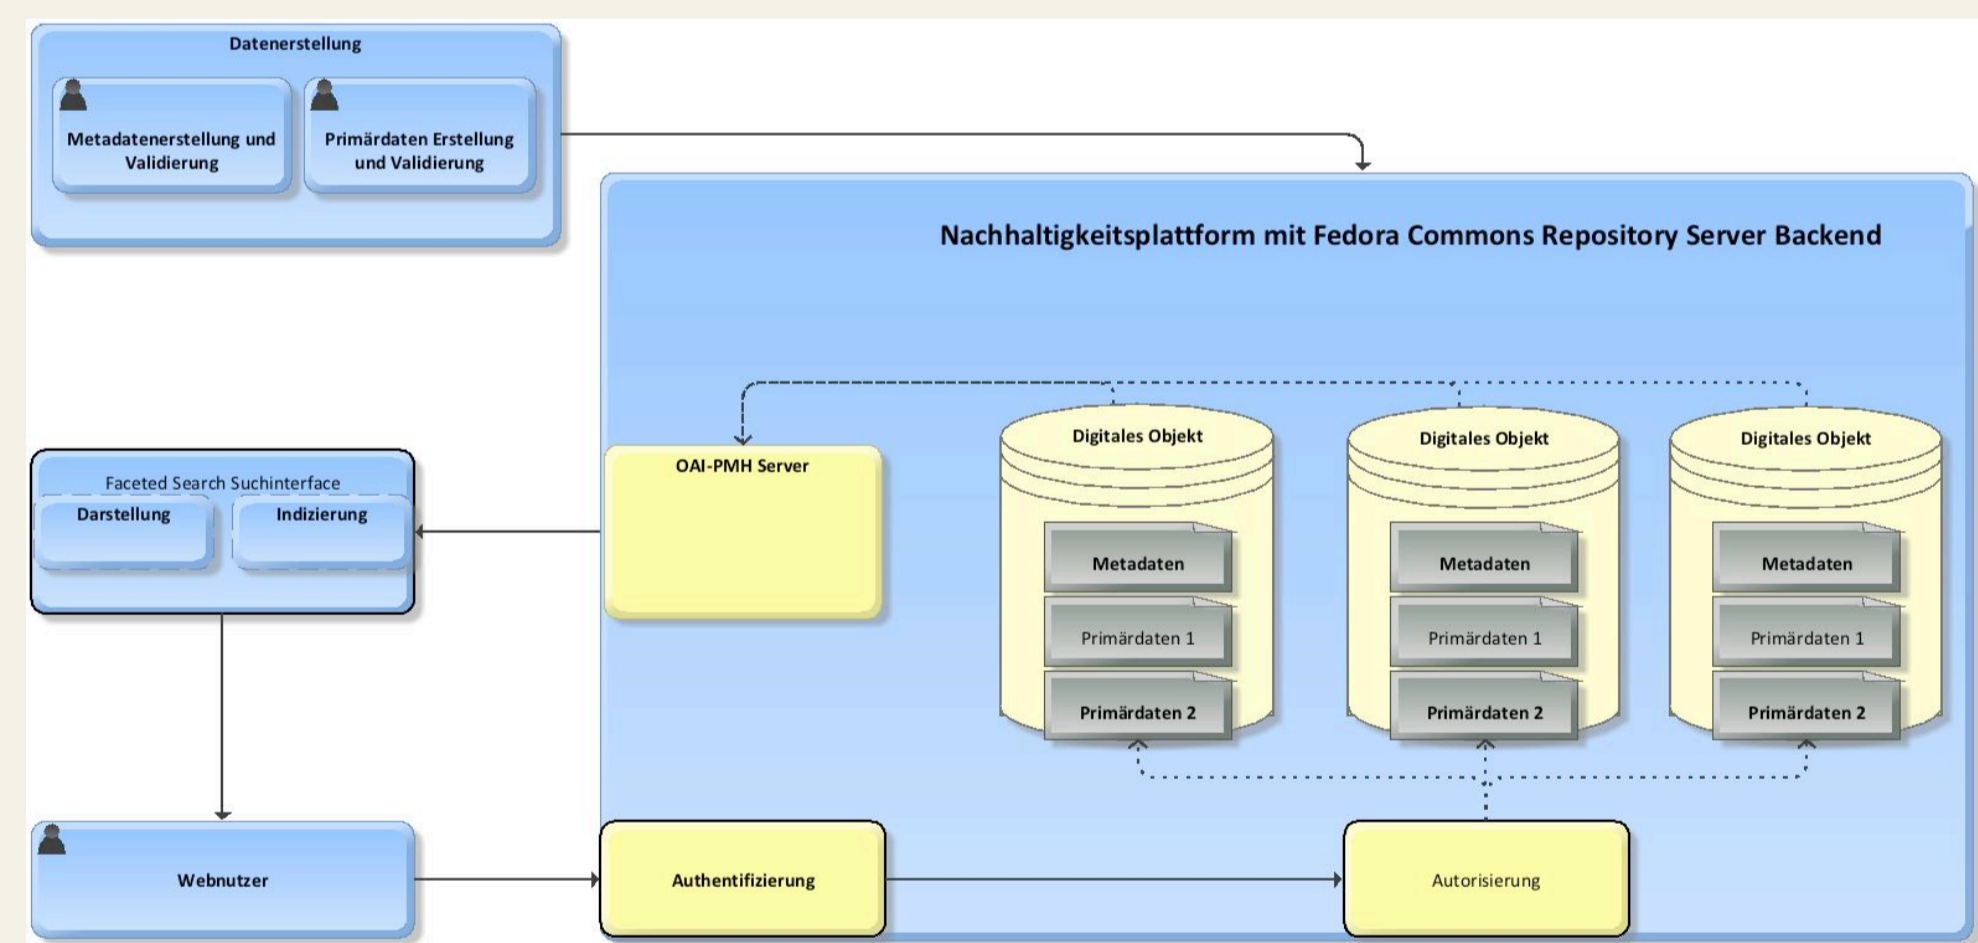 Datenerstellung
Metadatenerstellung und
Validierung
Primärdaten Erstellung
und Validierung
Nachhaltigkeitsplattform mit Fedora Commons Repository Server Backend
OAI-PMH Server
Digitales Objekt
Metadaten
Primärdaten 1
Primärdaten 2
Digitales Objekt
Metadaten
Primärdaten 1
Primärdaten 2
Digitales Objekt
Metadaten
Primärdaten 1
Primärdaten 2
Faceted Search Suchinterface
Darstellung
Indizierung
Webnutzer
Authentifizierung
Autorisierung